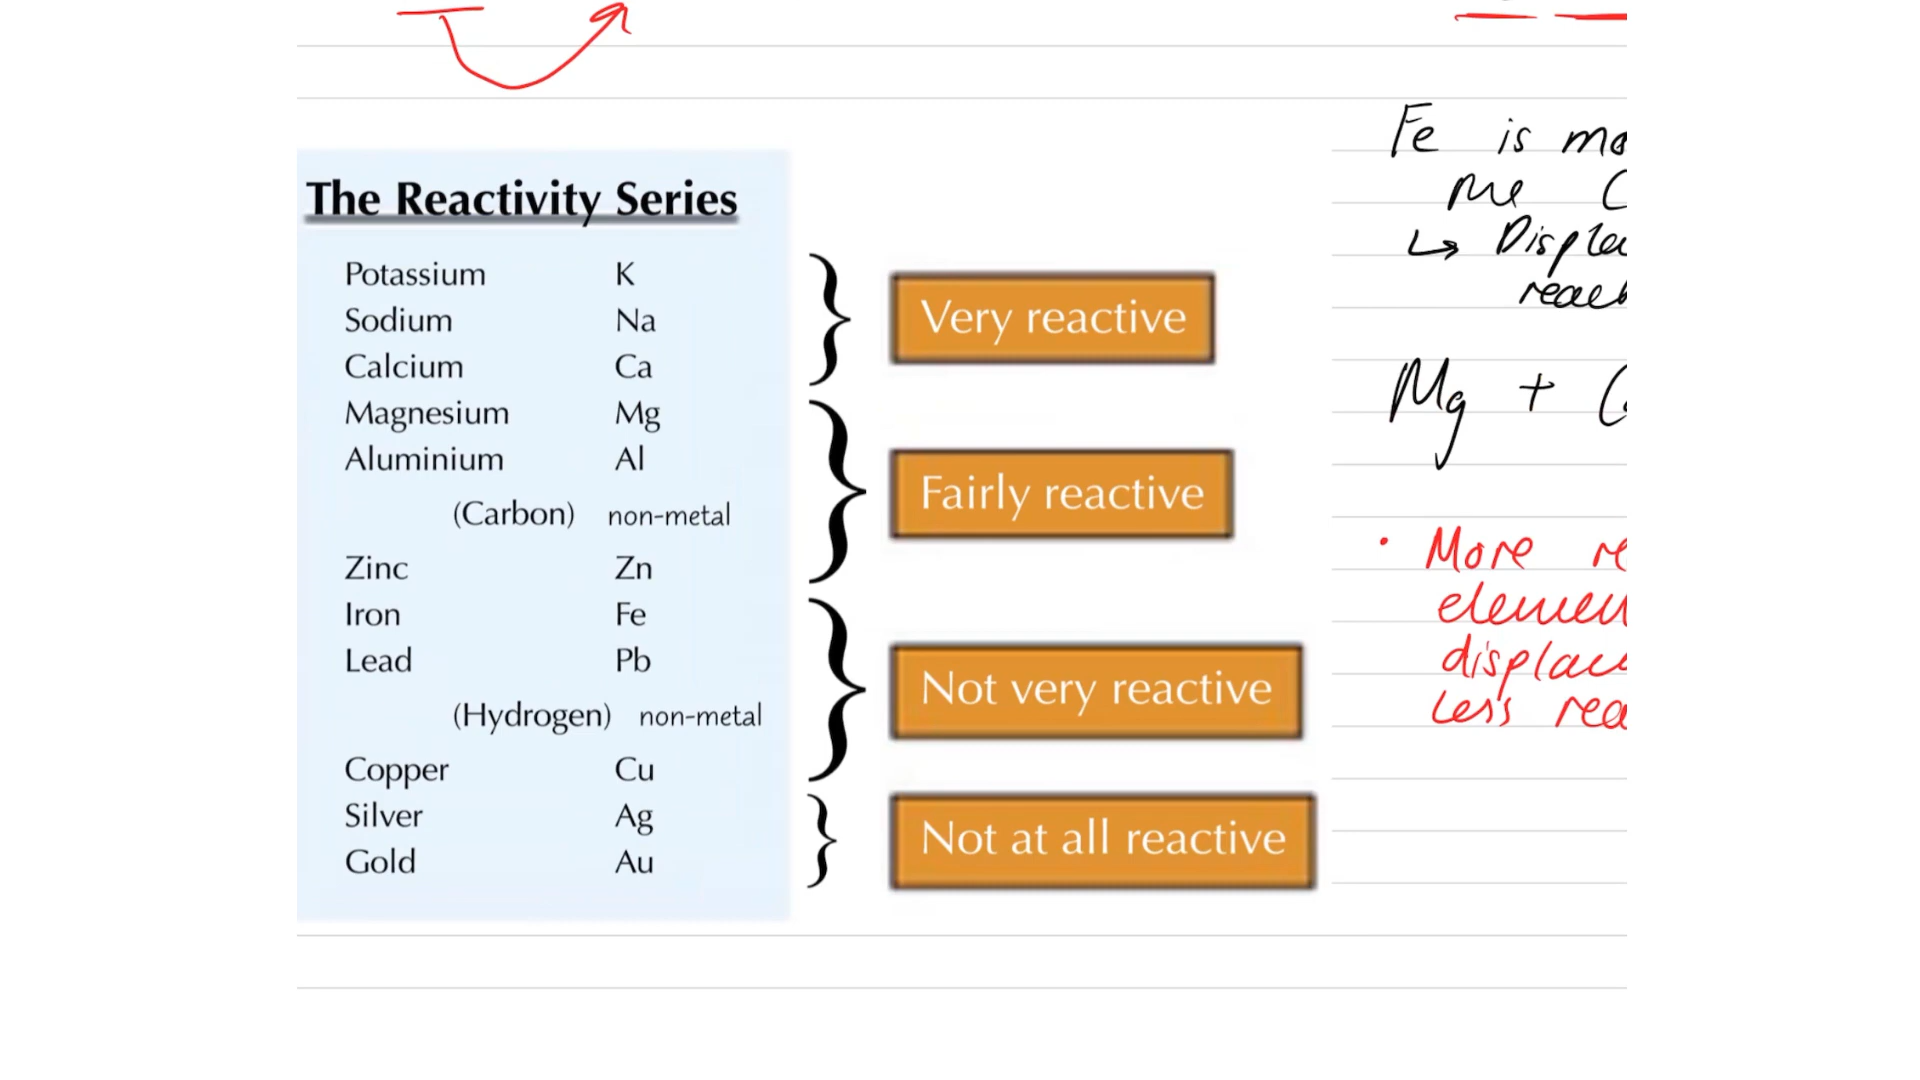 The Reactivity Series
Potassium K
Sodium Na
Calcium Ca
Magnesium Mg
Aluminium Al
(Carbon) non-metal
Zinc Zn
Iron Fe
Lead Pb
(Hydrogen) non-metal
Copper Cu
Silver Ag
Gold Au
Very reactive
Fairly reactive
Not very reactive
Not at all reactive
Fe is
↳
Mg +
• More